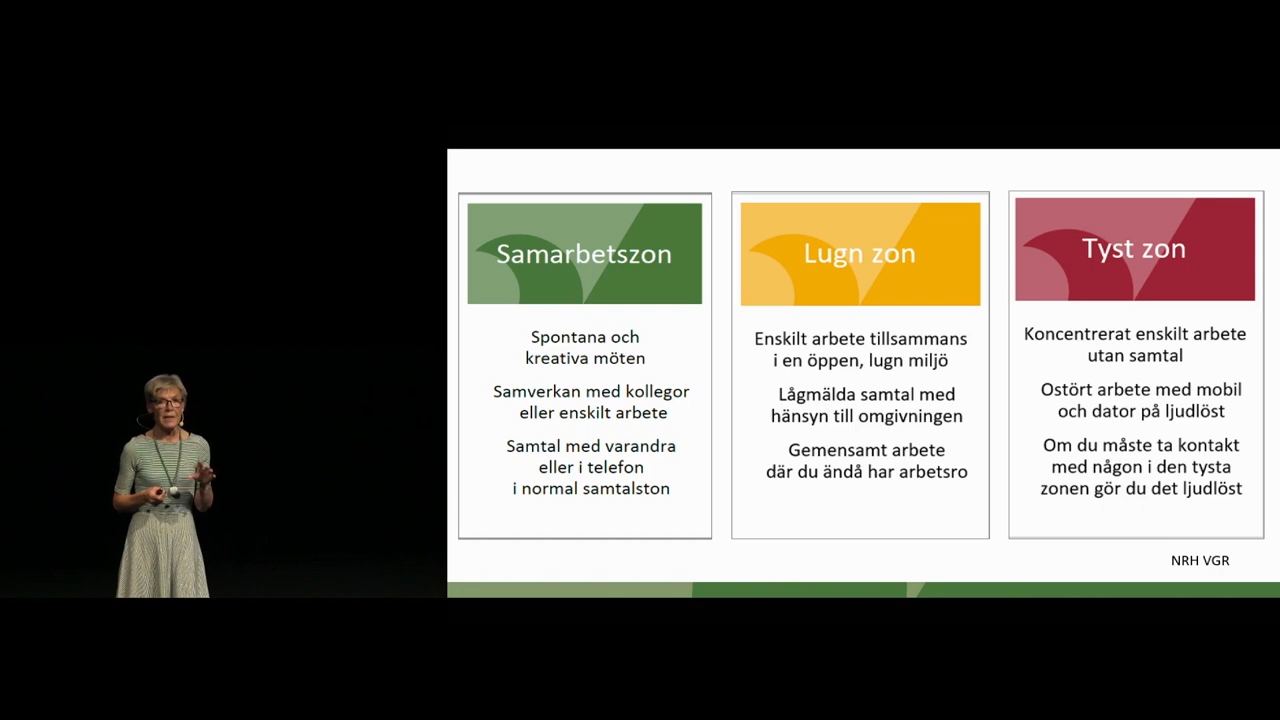 Samarbetszon
Spontana och
kreativa möten
Samverkan med kollegor
eller enskilt arbete
Samtal med varandra
eller i telefon
i normal samtalston
Lugn zon
Enskilt arbete tillsammans
i en öppen, lugn miljö
Lågmälda samtal med
hänsyn till omgivningen
Gemensamt arbete
där du ändå har arbetsro
Tyst zon
Koncentrerat enskilt arbete
utan samtal
Ostört arbete med mobil
och dator på ljudlöst
Om du måste ta kontakt
med någon i den tysta
zonen gör du det ljudlöst
NRH VGR